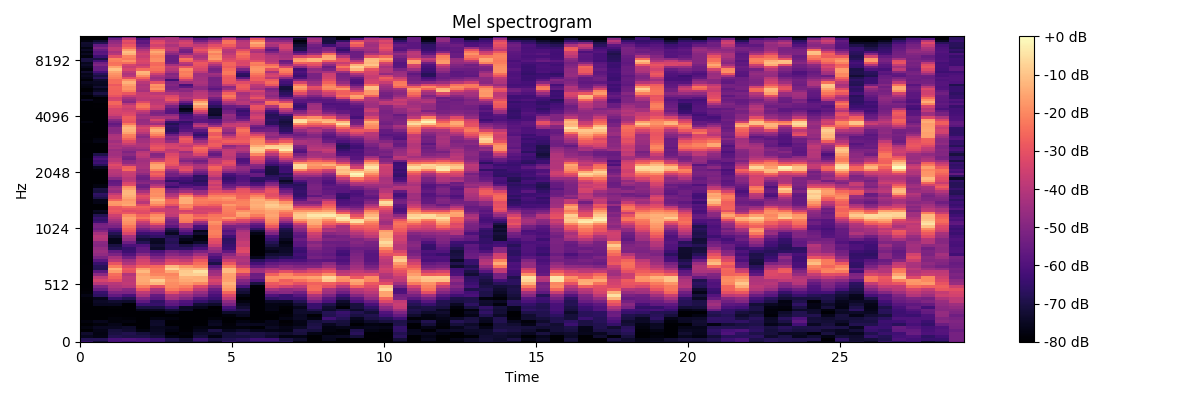 Mel spectrogram
Hz
8192
4096
2048
1024
512
0
0 5 10 15 20 25
Time
+0 dB
-10 dB
-20 dB
-30 dB
-40 dB
-50 dB
-60 dB
-70 dB
-80 dB